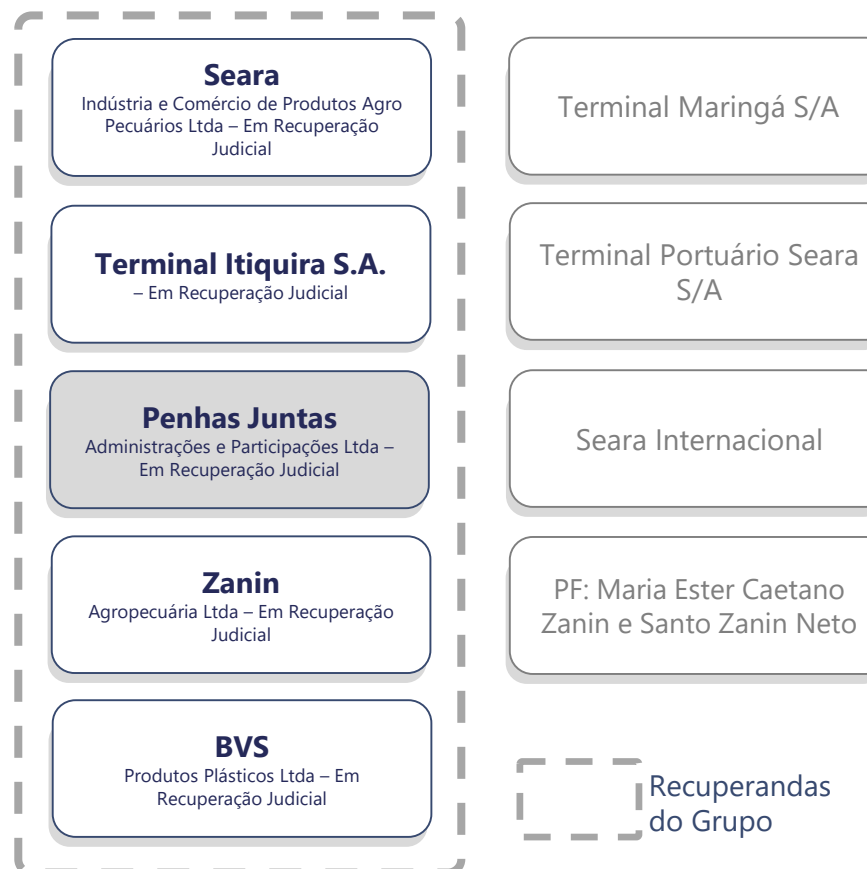 Seara
Indústria e Comércio de Produtos Agro
Pecuários Ltda – Em Recuperação
Judicial
Terminal Itiquira S.A.
– Em Recuperação Judicial
Penhas Juntas
Administrações e Participações Ltda –
Em Recuperação Judicial
Zanin
Agropecuária Ltda – Em Recuperação
Judicial
BVS
Produtos Plásticos Ltda – Em
Recuperação Judicial
Terminal Maringá S/A
Terminal Portuário Seara
S/A
Seara Internacional
PF: Maria Ester Caetano
Zanin e Santo Zanin Neto
Recuperandas
do Grupo